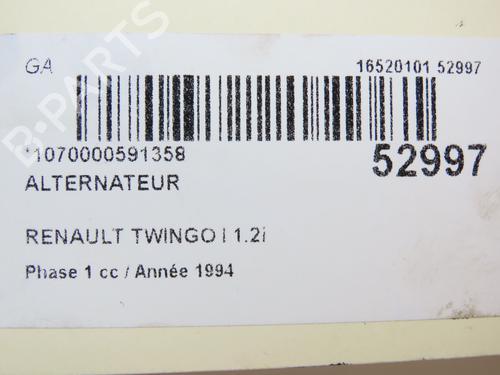 GA 16520101 52997
*1070000591358 52997
ALTERNATEUR
RENAULT TWINGO I 1.2i
Phase 1 cc / Année 1994
B-PARTS